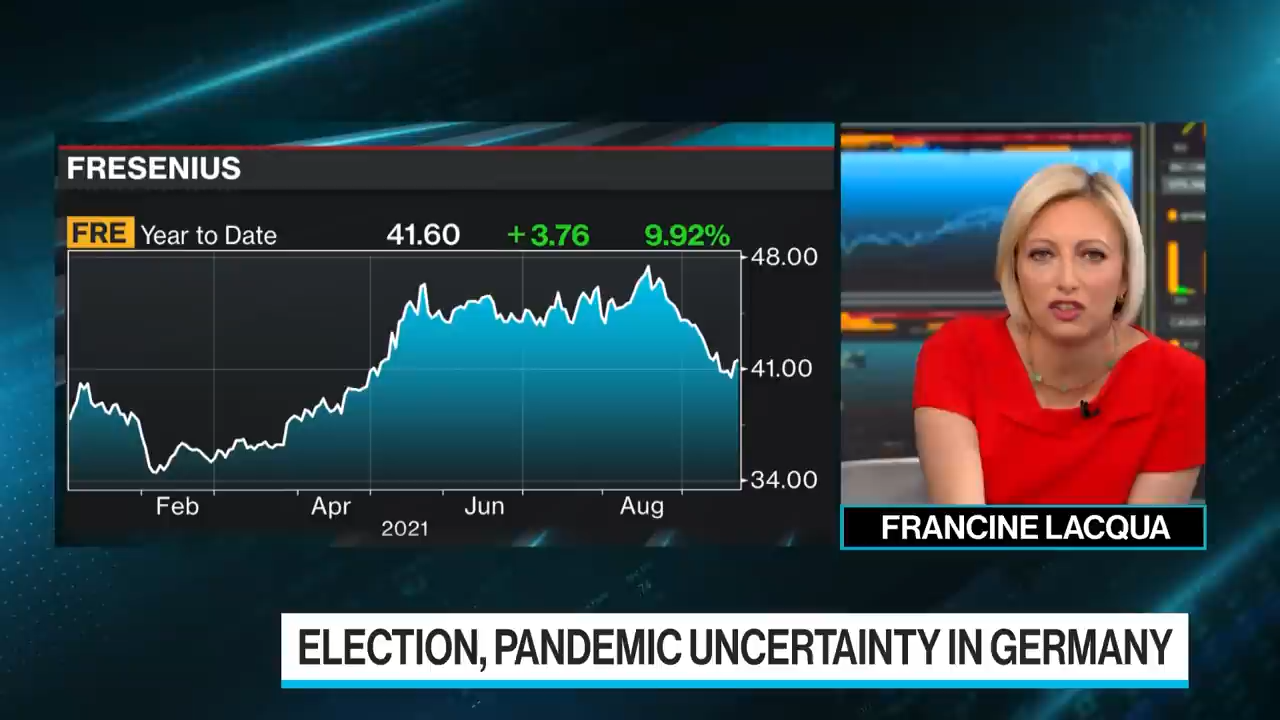 FRESENIUS
FRE Year to Date 41.60 +3.76 9.92%
48.00
41.00
34.00
Feb Apr Jun Aug
2021
FRANCINE LACQUA
ELECTION, PANDEMIC UNCERTAINTY IN GERMANY